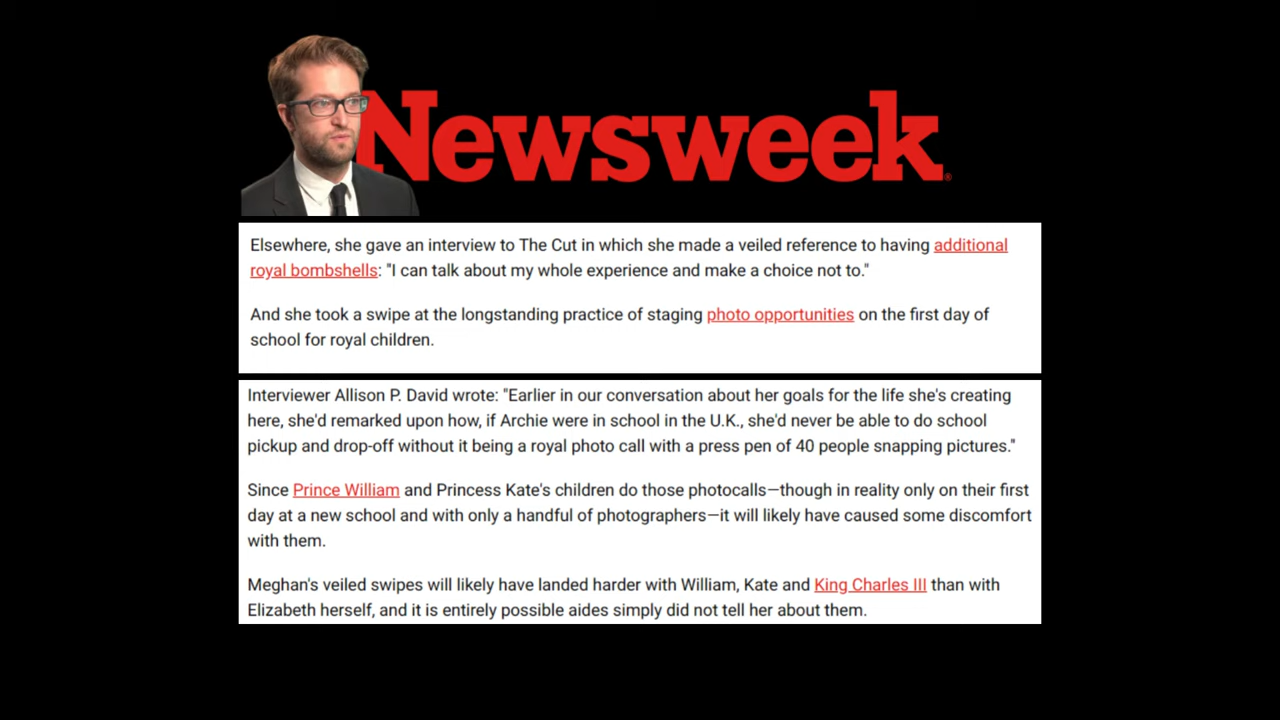 Newsweek
Elsewhere, she gave an interview to The Cut in which she made a veiled reference to having additional
royal bombshells: "I can talk about my whole experience and make a choice not to."
And she took a swipe at the longstanding practice of staging photo opportunities on the first day of
school for royal children.
Interviewer Allison P. David wrote: "Earlier in our conversation about her goals for the life she's creating
here, she'd remarked upon how, if Archie were in school in the U.K., she'd never be able to do school
pickup and drop-off without it being a royal photo call with a press pen of 40 people snapping pictures."
Since Prince William and Princess Kate's children do those photocalls—though in reality only on their first
day at a new school and with only a handful of photographers—it will likely have caused some discomfort
with them.
Meghan's veiled swipes will likely have landed harder with William, Kate and King Charles III than with
Elizabeth herself, and it is entirely possible aides simply did not tell her about them.